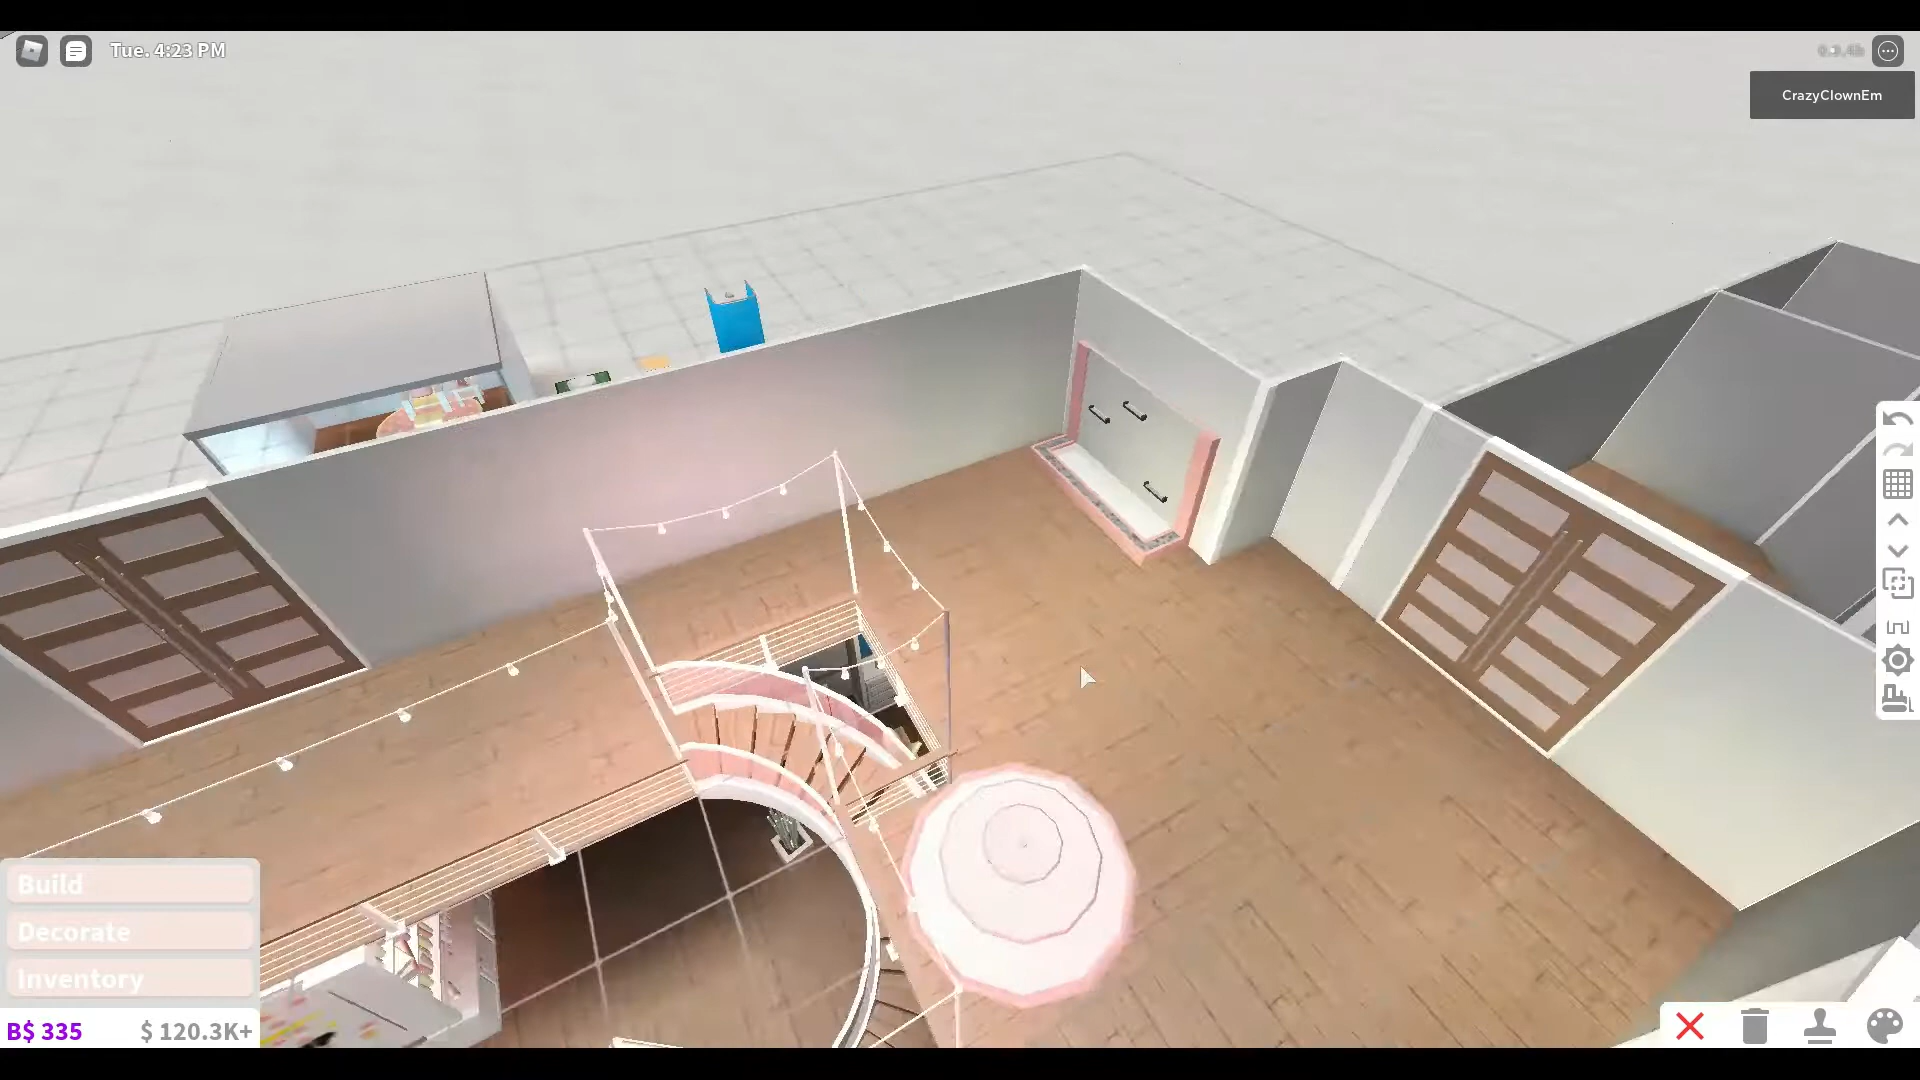 Tue. 4:23 PM
CrazyClownEm
Build
Decorate
Inventory
B$ 335
$ 120.3K+